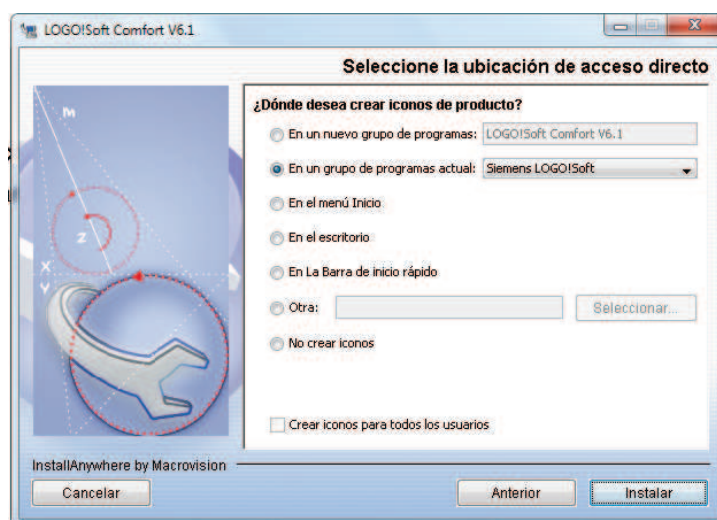 LOGO!Soft Comfort V6.1
Seleccione la ubicación de acceso directo
¿Dónde desea crear iconos de producto?
En un nuevo grupo de programas: LOGO!Soft Comfort V6.1
En un grupo de programas actual: Siemens LOGO!Soft
En el menú Inicio
En el escritorio
En La Barra de inicio rápido
Otra: Seleccionar...
No crear iconos
Crear iconos para todos los usuarios
m
z
X
Y
InstallAnywhere by Macrovision
Cancelar Anterior Instalar